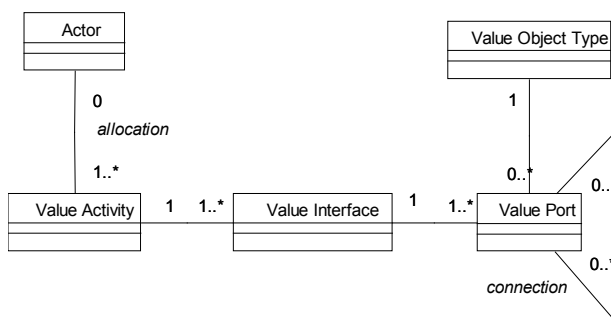 Actor
Value Object Type
0
1
allocation
1..*
0..*
0..
Value Activity
1
1..*
Value Interface
1
1..*
Value Port
0..*
connection